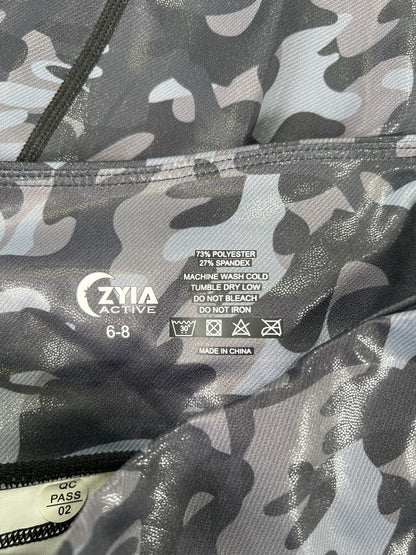 73% POLYESTER
27% SPANDEX
MACHINE WASH COLD
TUMBLE DRY LOW
DO NOT BLEACH
DO NOT IRON
ZYIA
ACTIVE
6-8
30°
MADE IN CHINA
QC
PASS
02